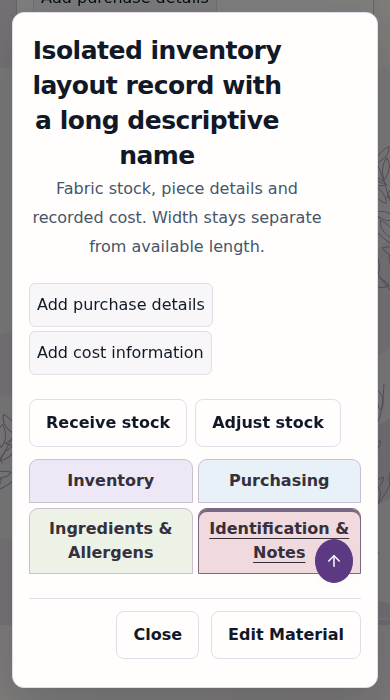 Add purchase details
Isolated inventory
layout record with
a long descriptive
name
Fabric stock, piece details and
recorded cost. Width stays separate
from available length.
Add purchase details
Add cost information
Receive stock
Adjust stock
Inventory
Purchasing
Ingredients &
Allergens
Identification &
Notes
Close
Edit Material